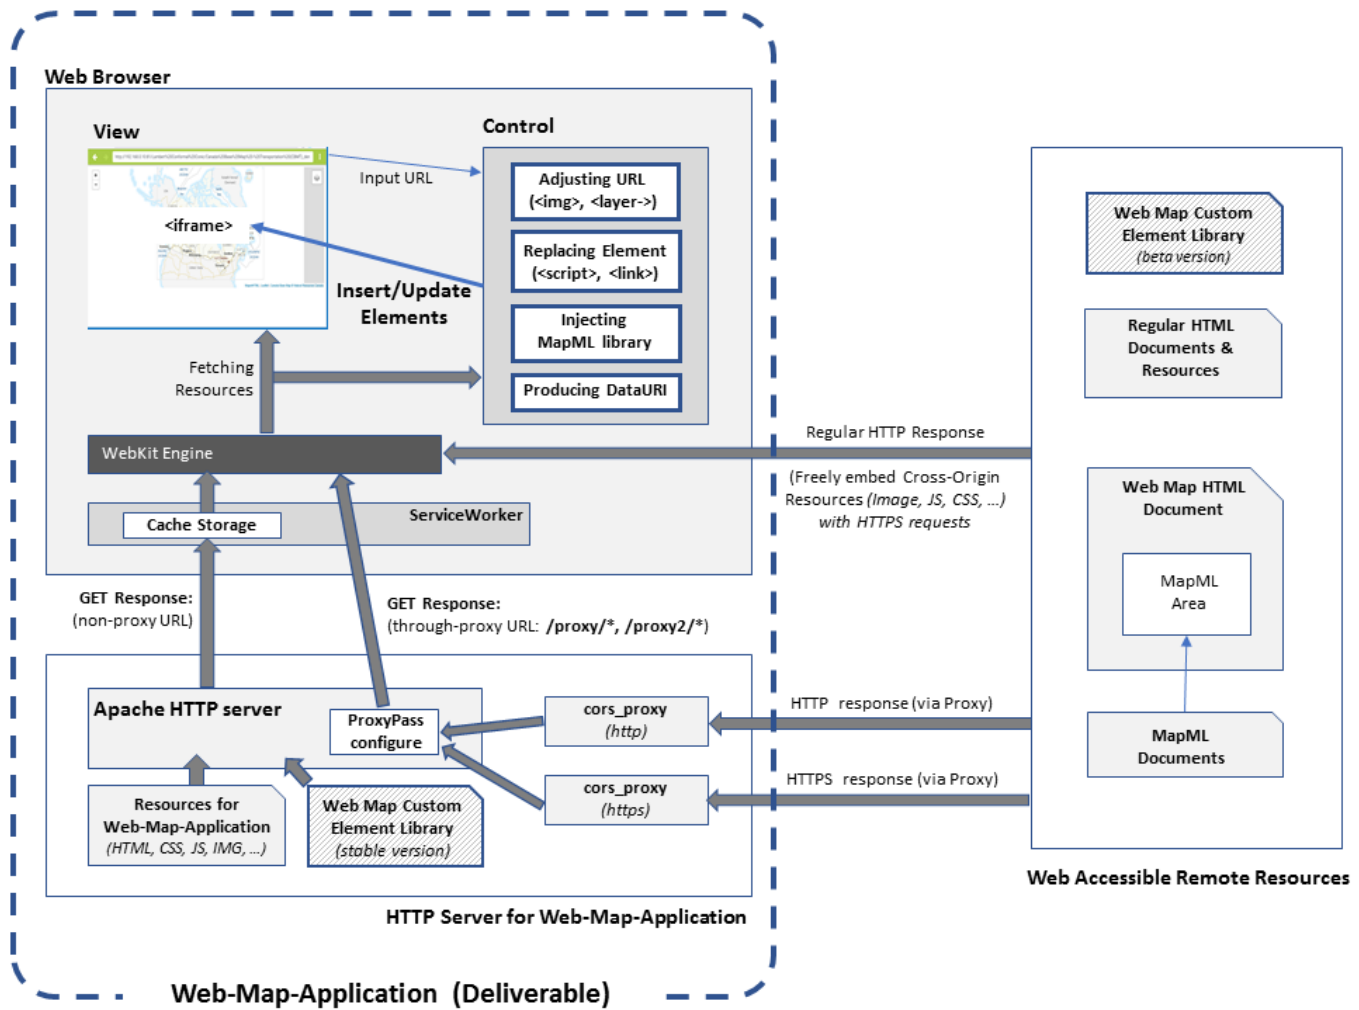 Web Browser
View
Control
Input URL
<iframe>
Insert/Update
Elements
Adjusting URL
(<img>, <layer->)
Replacing Element
(<script>, <link>)
Injecting
MapML library
Producing DataURI
Fetching
Resources
WebKit Engine
ServiceWorker
Cache Storage
GET Response:
(non-proxy URL)
GET Response:
(through-proxy URL: /proxy/*, /proxy2/*)
Regular HTTP Response
(Freely embed Cross-Origin
Resources (Image, JS, CSS, ...)
with HTTPS requests
Apache HTTP server
ProxyPass
configure
cors_proxy
(http)
cors_proxy
(https)
HTTP response (via Proxy)
HTTPS response (via Proxy)
Resources for
Web-Map-Application
(HTML, CSS, JS, IMG, ...)
Web Map Custom
Element Library
(stable version)
HTTP Server for Web-Map-Application
Web-Map-Application (Deliverable)
Web Map Custom
Element Library
(beta version)
Regular HTML
Documents &
Resources
Web Map HTML
Document
MapML
Area
MapML
Documents
Web Accessible Remote Resources